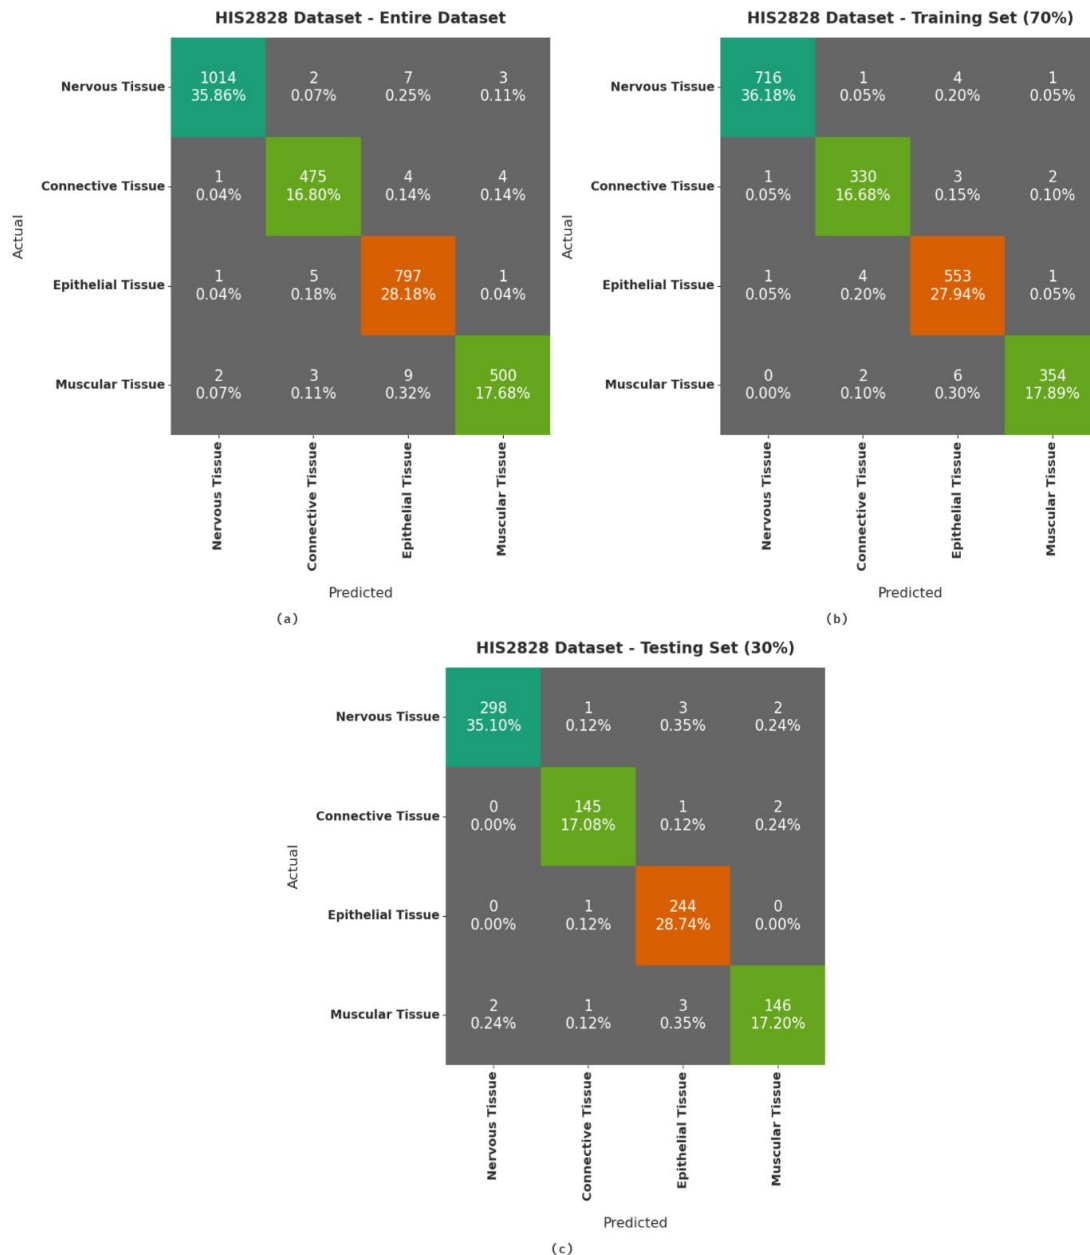 HIS2828 Dataset - Entire Dataset
Actual
Nervous Tissue
1014 2 7 3
35.86% 0.07% 0.25% 0.11%
Connective Tissue
1 475 4 4
0.04% 16.80% 0.14% 0.14%
Epithelial Tissue
1 5 797 1
0.04% 0.18% 28.18% 0.04%
Muscular Tissue
2 3 9 500
0.07% 0.11% 0.32% 17.68%
Nervous Tissue
Connective Tissue
Epithelial Tissue
Muscular Tissue
Predicted
(a)
HIS2828 Dataset - Training Set (70%)
Actual
Nervous Tissue
716 1 4 1
36.18% 0.05% 0.20% 0.05%
Connective Tissue
1 330 3 2
0.05% 16.68% 0.15% 0.10%
Epithelial Tissue
1 4 553 1
0.05% 0.20% 27.94% 0.05%
Muscular Tissue
0 2 6 354
0.00% 0.10% 0.30% 17.89%
Nervous Tissue
Connective Tissue
Epithelial Tissue
Muscular Tissue
Predicted
(b)
HIS2828 Dataset - Testing Set (30%)
Actual
Nervous Tissue
298 1 3 2
35.10% 0.12% 0.35% 0.24%
Connective Tissue
0 145 1 2
0.00% 17.08% 0.12% 0.24%
Epithelial Tissue
0 1 244 0
0.00% 0.12% 28.74% 0.00%
Muscular Tissue
2 1 3 146
0.24% 0.12% 0.35% 17.20%
Nervous Tissue
Connective Tissue
Epithelial Tissue
Muscular Tissue
Predicted
(c)